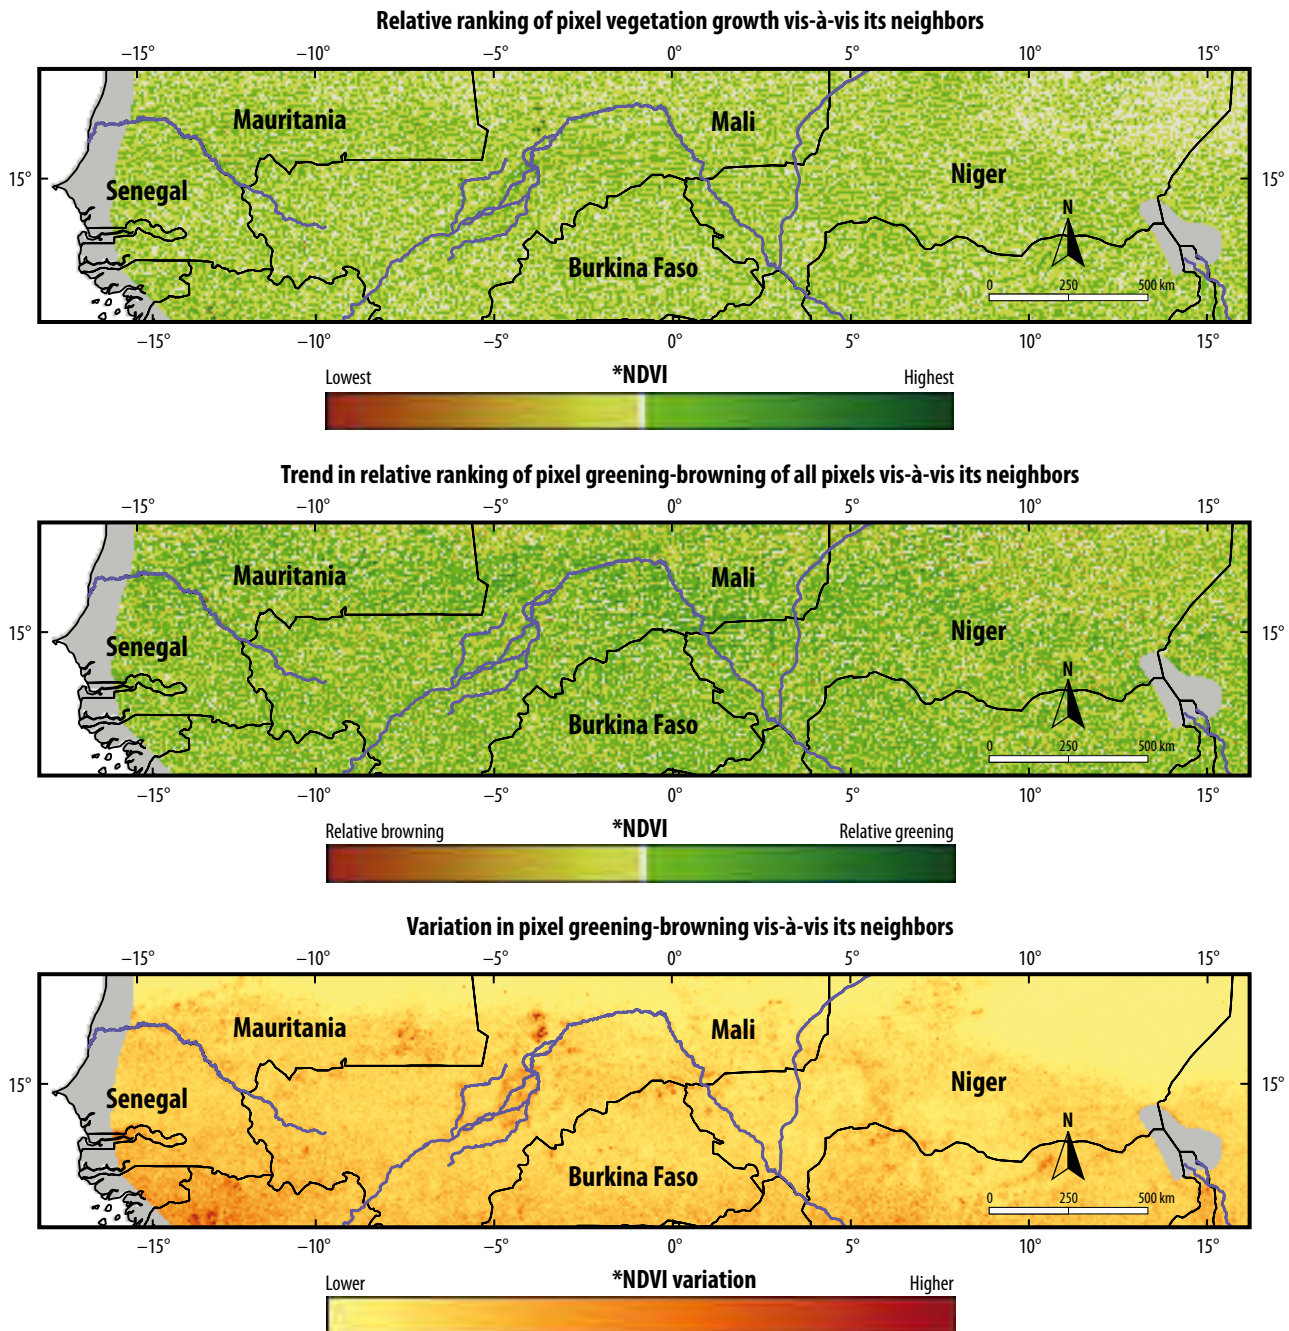 Relative ranking of pixel vegetation growth vis-à-vis its neighbors
−15° −10° −5° 0° 5° 10° 15°
Mauritania Mali
15° Senegal Niger 15°
N
Burkina Faso
0 250 500 km
−15° −10° −5° 0° 5° 10° 15°
*NDVI
Lowest Highest
Trend in relative ranking of pixel greening-browning of all pixels vis-à-vis its neighbors
−15° −10° −5° 0° 5° 10° 15°
Mauritania Mali
15° Senegal Niger 15°
N
Burkina Faso
0 250 500 km
−15° −10° −5° 0° 5° 10° 15°
*NDVI
Relative browning Relative greening
Variation in pixel greening-browning vis-à-vis its neighbors
−15° −10° −5° 0° 5° 10° 15°
Mauritania Mali
15° Senegal Niger 15°
N
Burkina Faso
0 250 500 km
−15° −10° −5° 0° 5° 10° 15°
*NDVI variation
Lower Higher